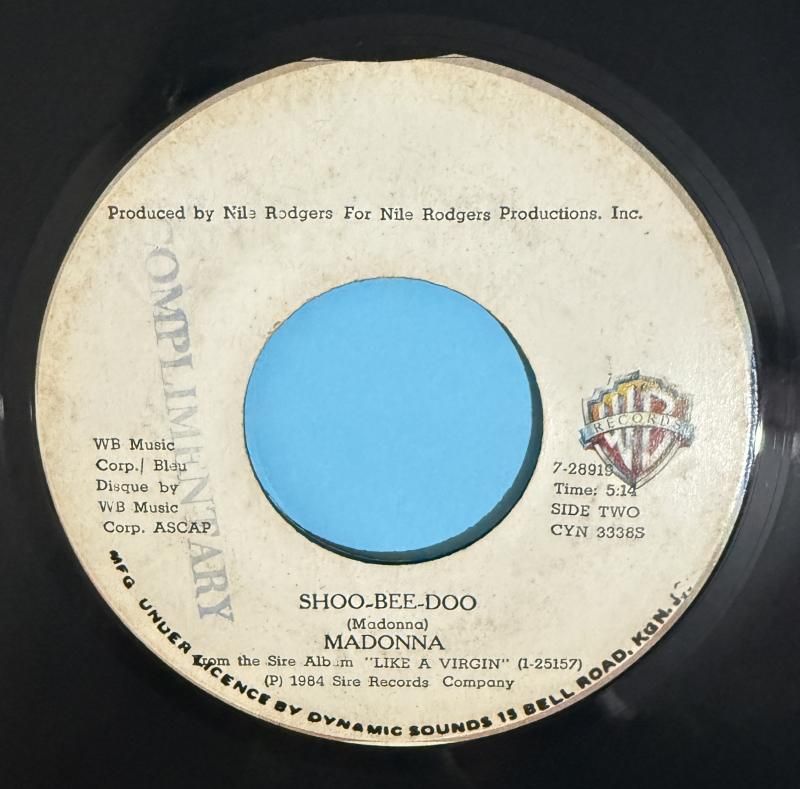 Produced by Nile Rodgers For Nile Rodgers Productions. Inc.
COMPLIMENTARY
WB Music
Corp./ Bleu
Disque by
WB Music
Corp. ASCAP
WB
RECORDS
7-28919
Time: 5:14
SIDE TWO
CYN 3338S
SHOO-BEE-DOO
(Madonna)
MADONNA
From the Sire Album "LIKE A VIRGIN" (1-25157)
(P) 1984 Sire Records Company
MFG UNDER LICENCE BY DYNAMIC SOUNDS 15 BELL ROAD. KGN. J.